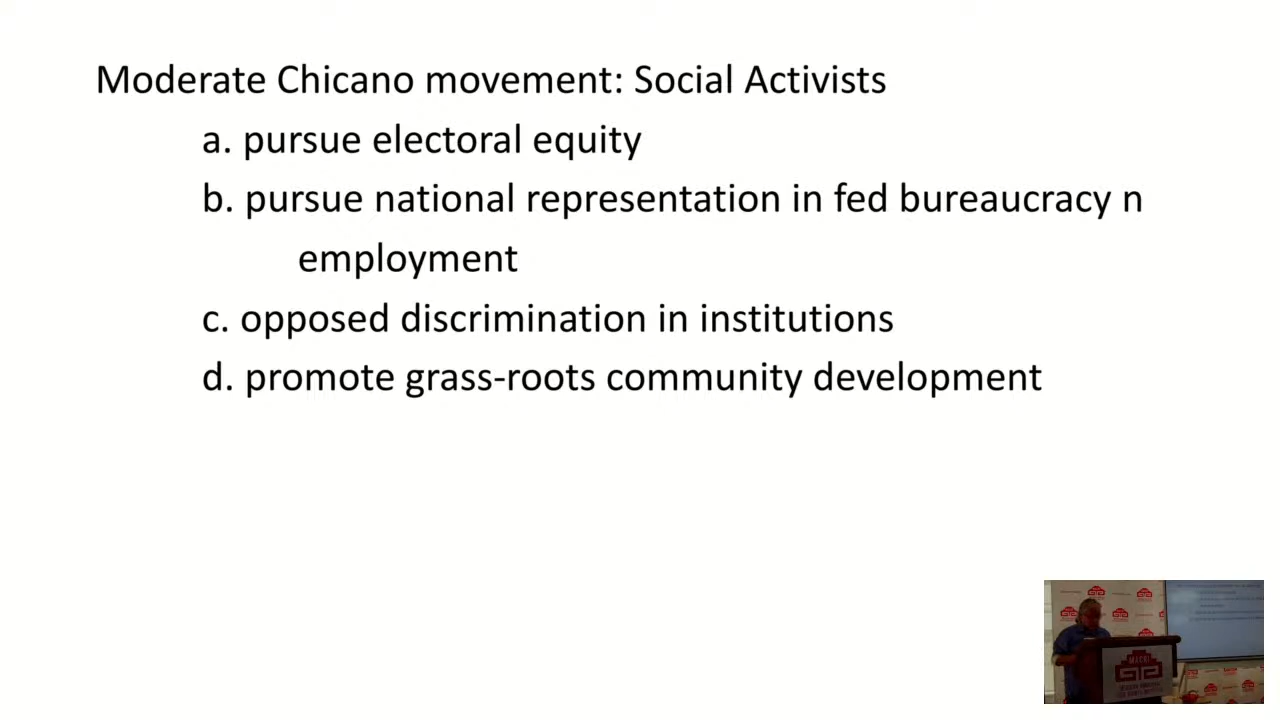 Moderate Chicano movement: Social Activists
a. pursue electoral equity
b. pursue national representation in fed bureaucracy n
employment
c. opposed discrimination in institutions
d. promote grass-roots community development
MACRI